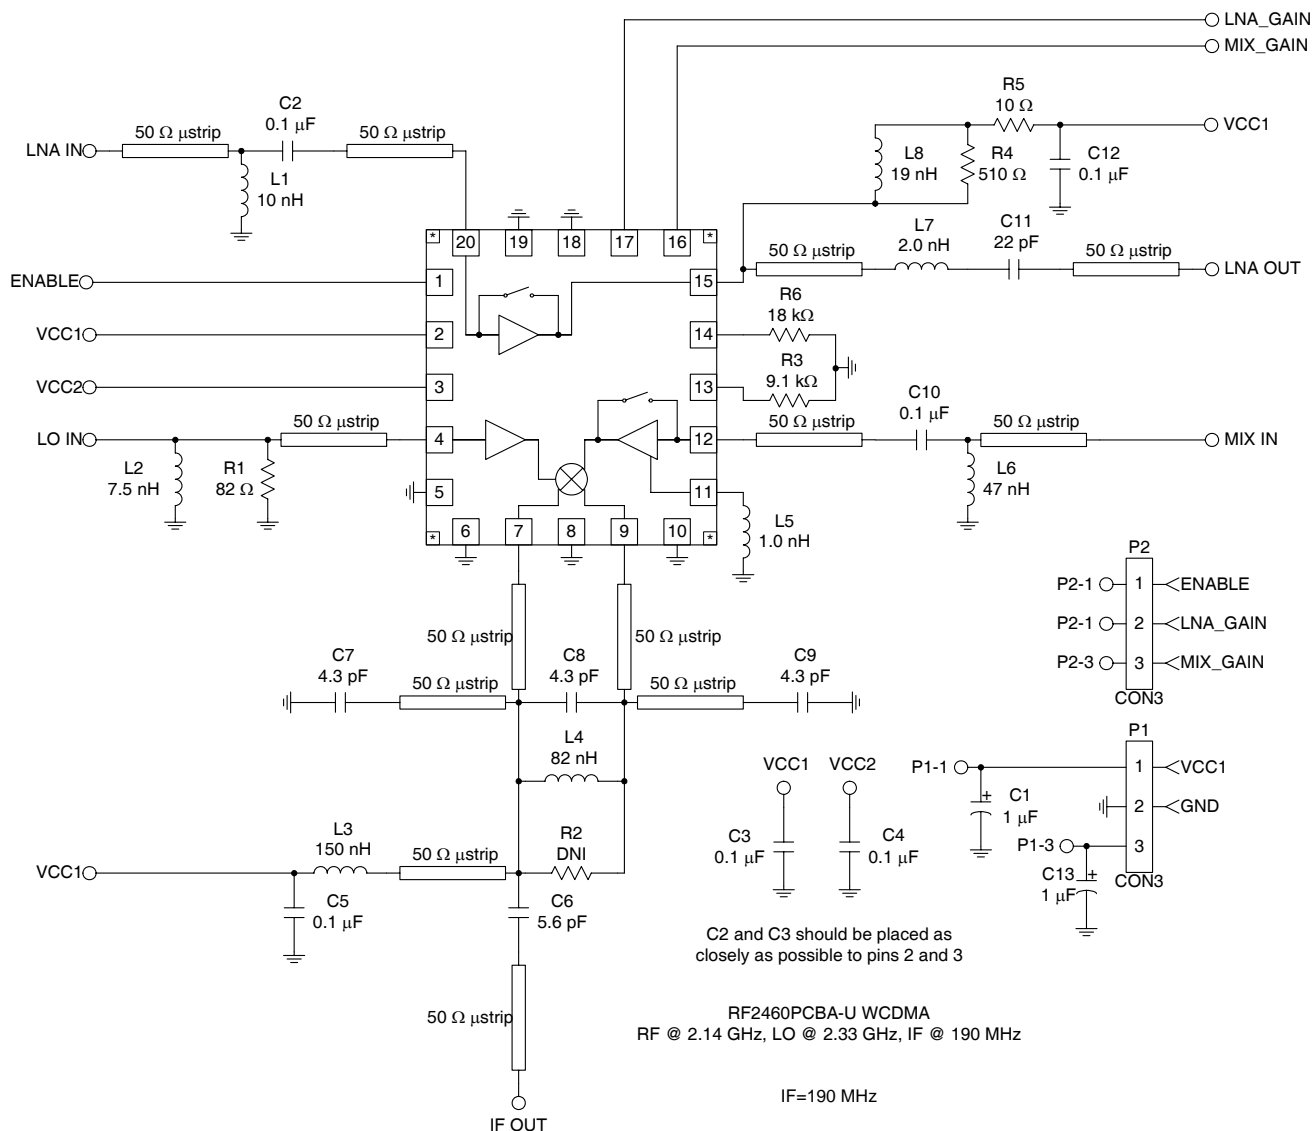 LNA_GAIN
MIX_GAIN
R5
10 Ω
VCC1
C2
0.1 µF
50 Ω µstrip
50 Ω µstrip
LNA IN
L1
10 nH
L8
19 nH
R4
510 Ω
C12
0.1 µF
* 20 19 18 17 16 *
L7
2.0 nH
C11
22 pF
50 Ω µstrip
50 Ω µstrip
LNA OUT
ENABLE
1
15
R6
18 kΩ
VCC1
2
14
R3
9.1 kΩ
VCC2
3
13
C10
0.1 µF
50 Ω µstrip
50 Ω µstrip
50 Ω µstrip
LO IN
4
12
MIX IN
L2
7.5 nH
R1
82 Ω
L6
47 nH
5
11
L5
1.0 nH
* 6 7 8 9 10 *
P2
P2-1
1
ENABLE
P2-1
2
LNA_GAIN
P2-3
3
MIX_GAIN
CON3
50 Ω µstrip
50 Ω µstrip
C7
4.3 pF
C8
4.3 pF
C9
4.3 pF
50 Ω µstrip
50 Ω µstrip
L4
82 nH
P1
P1-1
1
VCC1
C1
+
1 µF
2
GND
P1-3
3
C13
+
1 µF
CON3
VCC1
VCC2
C3
0.1 µF
C4
0.1 µF
L3
150 nH
50 Ω µstrip
R2
DNI
VCC1
C5
0.1 µF
C6
5.6 pF
C2 and C3 should be placed as
closely as possible to pins 2 and 3
50 Ω µstrip
RF2460PCBA-U WCDMA
RF @ 2.14 GHz, LO @ 2.33 GHz, IF @ 190 MHz
IF=190 MHz
IF OUT